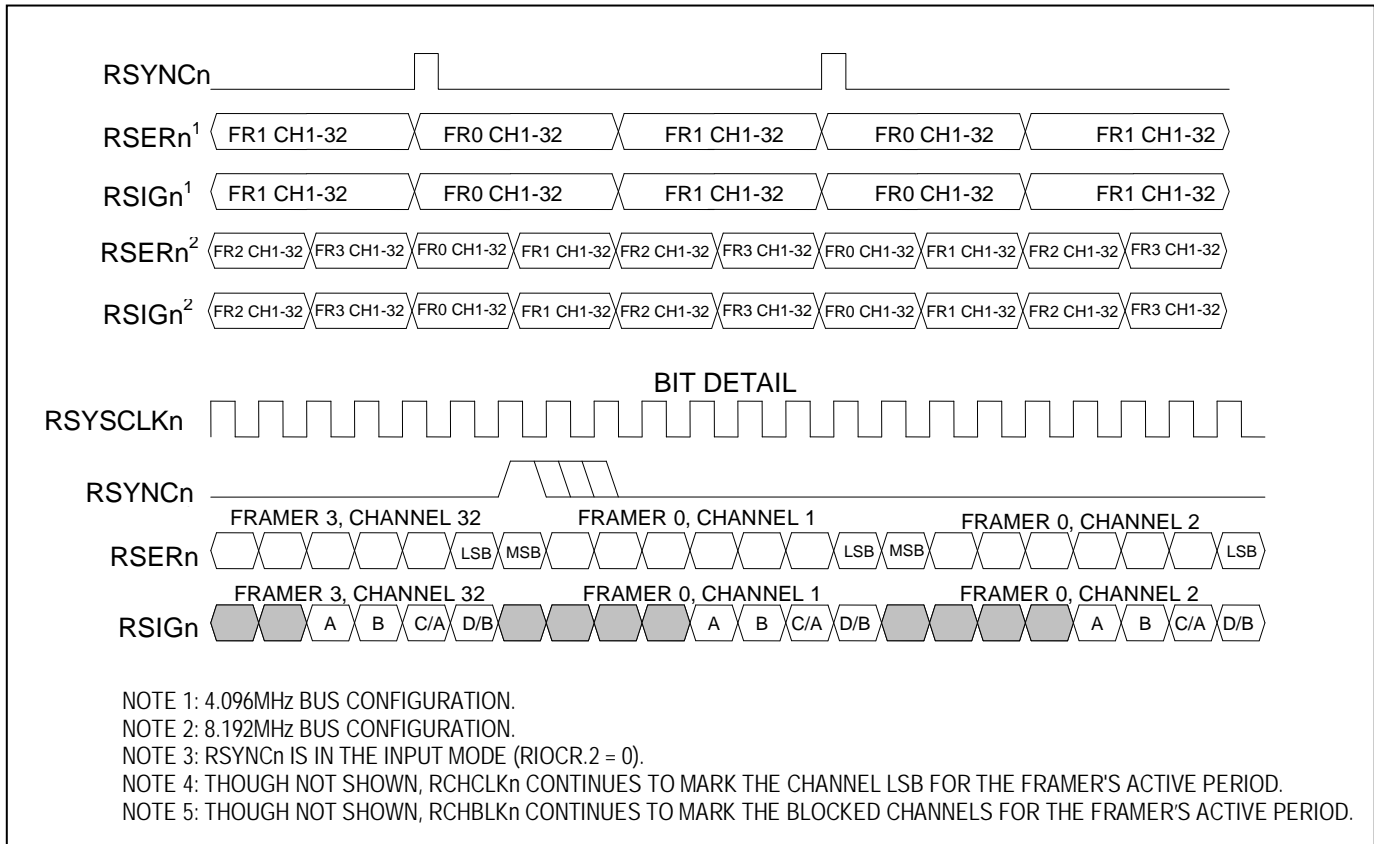 RSYNCn
RSERn1 FR1 CH1-32 FR0 CH1-32 FR1 CH1-32 FR0 CH1-32 FR1 CH1-32
RSIGn1 FR1 CH1-32 FR0 CH1-32 FR1 CH1-32 FR0 CH1-32 FR1 CH1-32
RSERn2 FR2 CH1-32 FR3 CH1-32 FR0 CH1-32 FR1 CH1-32 FR2 CH1-32 FR3 CH1-32 FR0 CH1-32 FR1 CH1-32 FR2 CH1-32 FR3 CH1-32
RSIGn2 FR2 CH1-32 FR3 CH1-32 FR0 CH1-32 FR1 CH1-32 FR2 CH1-32 FR3 CH1-32 FR0 CH1-32 FR1 CH1-32 FR2 CH1-32 FR3 CH1-32
BIT DETAIL
RSYSCLKn
RSYNCn
FRAMER 3, CHANNEL 32 FRAMER 0, CHANNEL 1 FRAMER 0, CHANNEL 2
RSERn LSB MSB LSB MSB LSB
FRAMER 3, CHANNEL 32 FRAMER 0, CHANNEL 1 FRAMER 0, CHANNEL 2
RSIGn A B C/A D/B A B C/A D/B A B C/A D/B
NOTE 1: 4.096MHz BUS CONFIGURATION.
NOTE 2: 8.192MHz BUS CONFIGURATION.
NOTE 3: RSYNCn IS IN THE INPUT MODE (RIOCR.2 = 0).
NOTE 4: THOUGH NOT SHOWN, RCHCLKn CONTINUES TO MARK THE CHANNEL LSB FOR THE FRAMER'S ACTIVE PERIOD.
NOTE 5: THOUGH NOT SHOWN, RCHBLKn CONTINUES TO MARK THE BLOCKED CHANNELS FOR THE FRAMER'S ACTIVE PERIOD.